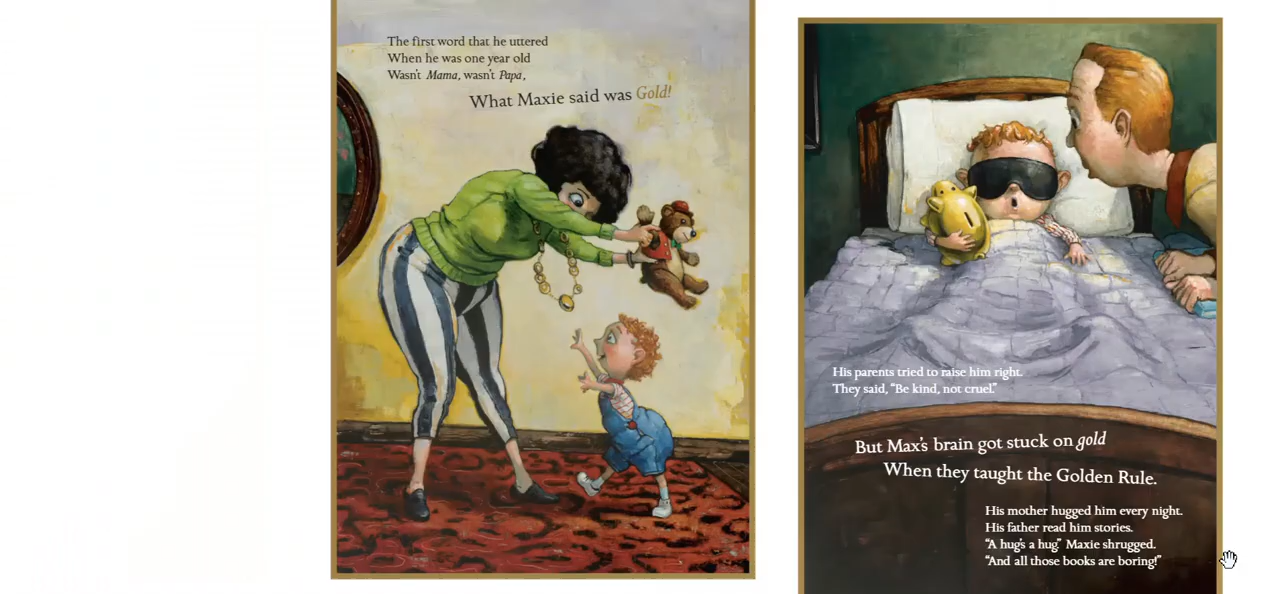 The first word that he uttered
When he was one year old
Wasn't Mama, wasn't Papa,
What Maxie said was Gold!
His parents tried to raise him right.
They said, “Be kind, not cruel.”
But Max's brain got stuck on gold
When they taught the Golden Rule.
His mother hugged him every night.
His father read him stories.
“A hug's a hug.” Maxie shrugged.
“And all those books are boring!”